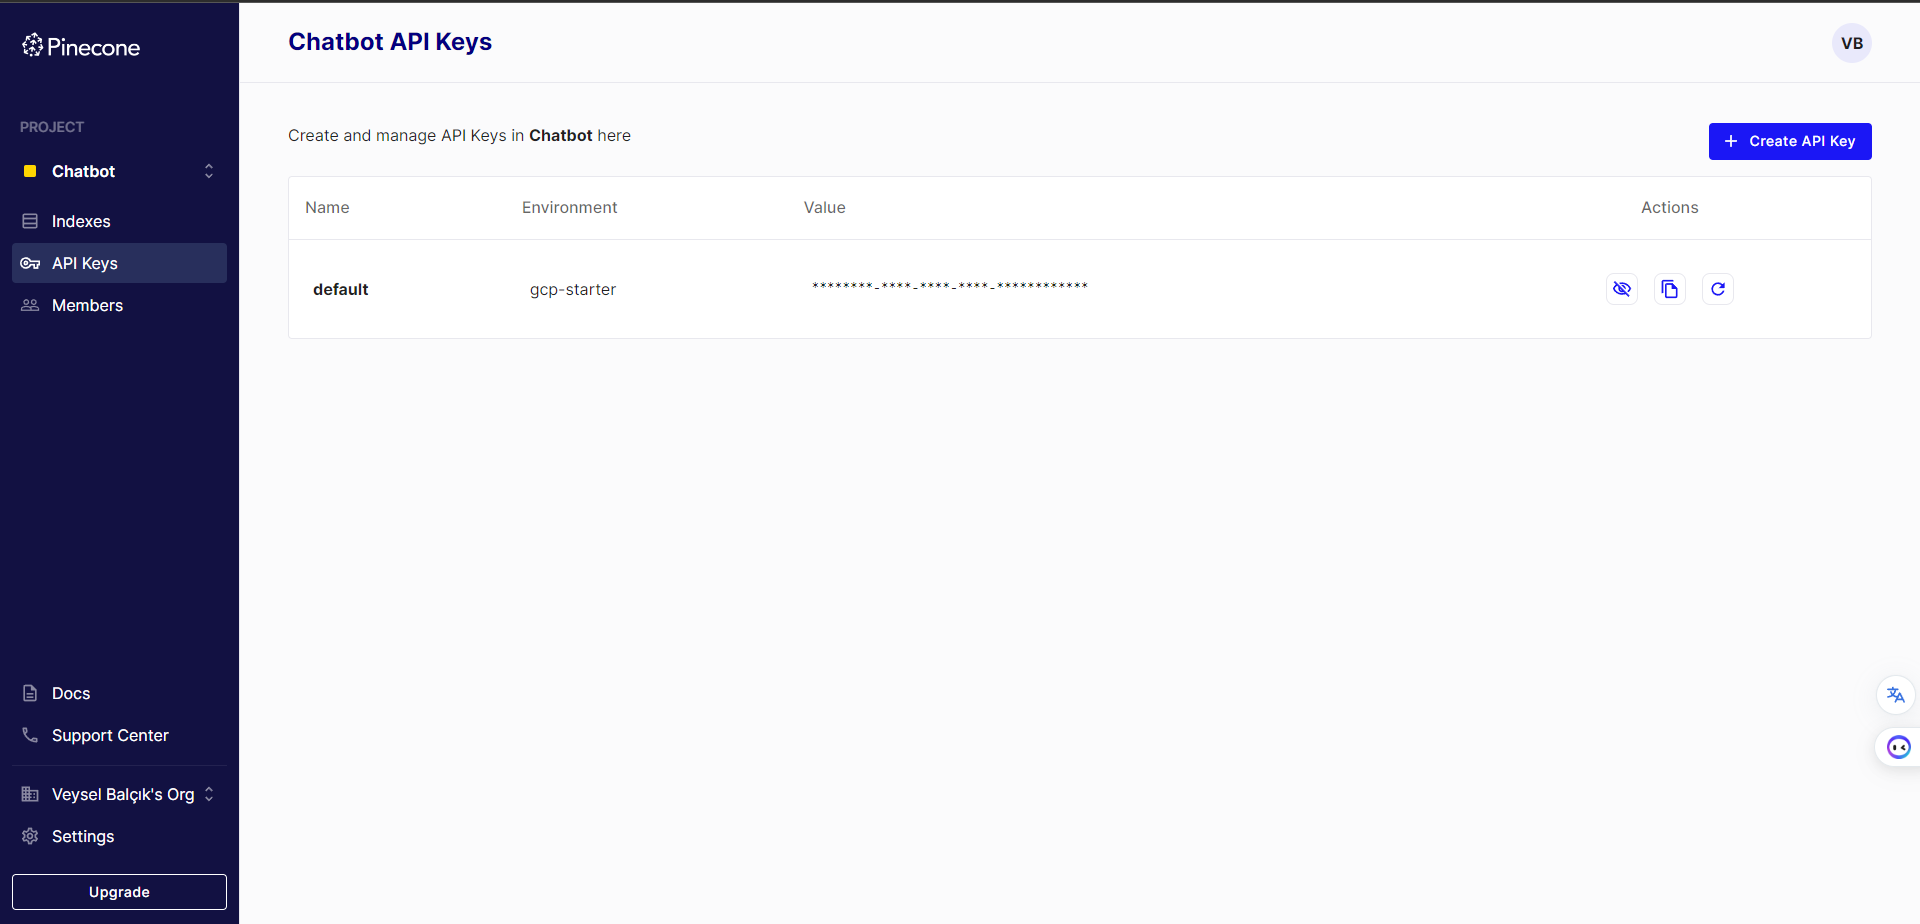 Pinecone
PROJECT
Chatbot
Indexes
API Keys
Members
Docs
Support Center
Veysel Balçık's Org
Settings
Upgrade
Chatbot API Keys
VB
Create and manage API Keys in Chatbot here
+ Create API Key
Name Environment Value Actions
default gcp-starter ********-****-****-****-************